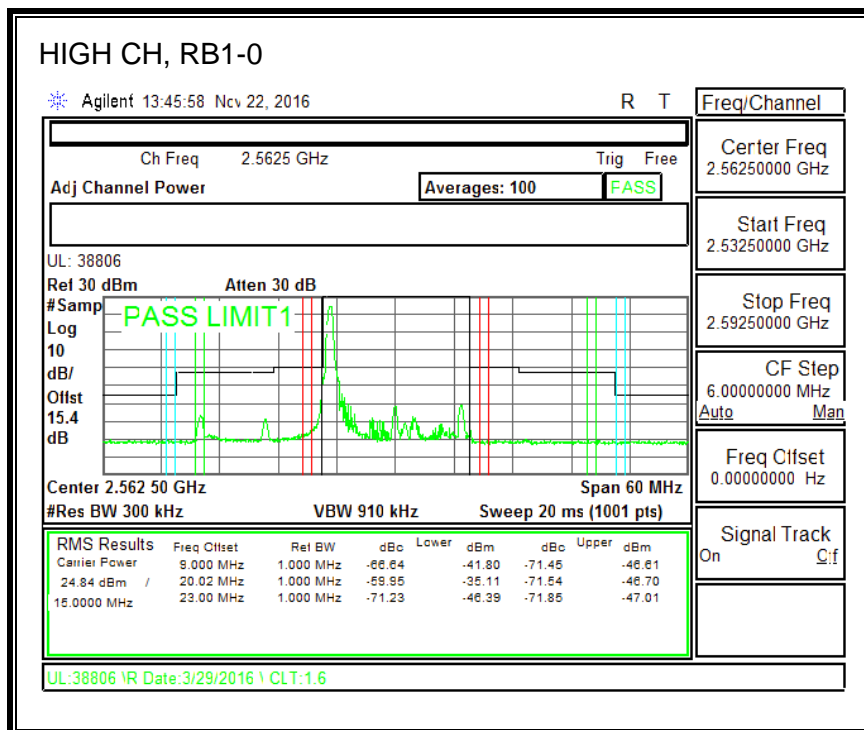 HIGH CH, RB1-0
Agilent 13:45:58 Nov 22, 2016 R T
Freq/Channel
Ch Freq 2.5625 GHz Trig Free
Adj Channel Power Averages: 100 PASS
UL: 38806
Ref 30 dBm Atten 30 dB
#Samp
Log
10
dB/
Offst
15.4
dB
PASS LIMIT1
Center 2.562 50 GHz Span 60 MHz
#Res BW 300 kHz VBW 910 kHz Sweep 20 ms (1001 pts)
RMS Results Freq Offset Ref BW dBc Lower dBm dBc Upper dBm
Carrier Power 9.000 MHz 1.000 MHz -66.64 -41.80 -71.45 -46.61
24.84 dBm / 20.02 MHz 1.000 MHz -59.95 -35.11 -71.54 -46.70
15.0000 MHz 23.00 MHz 1.000 MHz -71.23 -46.39 -71.85 -47.01
UL:38806 \R Date:3/29/2016 \ CLT:1.6
Center Freq
2.56250000 GHz
Start Freq
2.53250000 GHz
Stop Freq
2.59250000 GHz
CF Step
6.00000000 MHz
Auto Man
Freq Offset
0.00000000 Hz
Signal Track
On Off